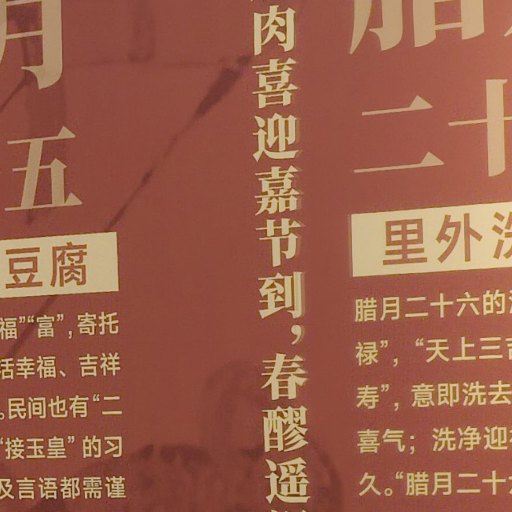 月
五
豆腐
福”“富”，寄托
活幸福、吉祥
。民间也有“二
“接玉皇”的习
及言语都需谨
肉喜迎嘉节到，春醪遥
腊
二十
里外洗
腊月二十六的
禄”，“天上三吉
寿”，意即洗去
喜气；洗净迎
久。“腊月二十六